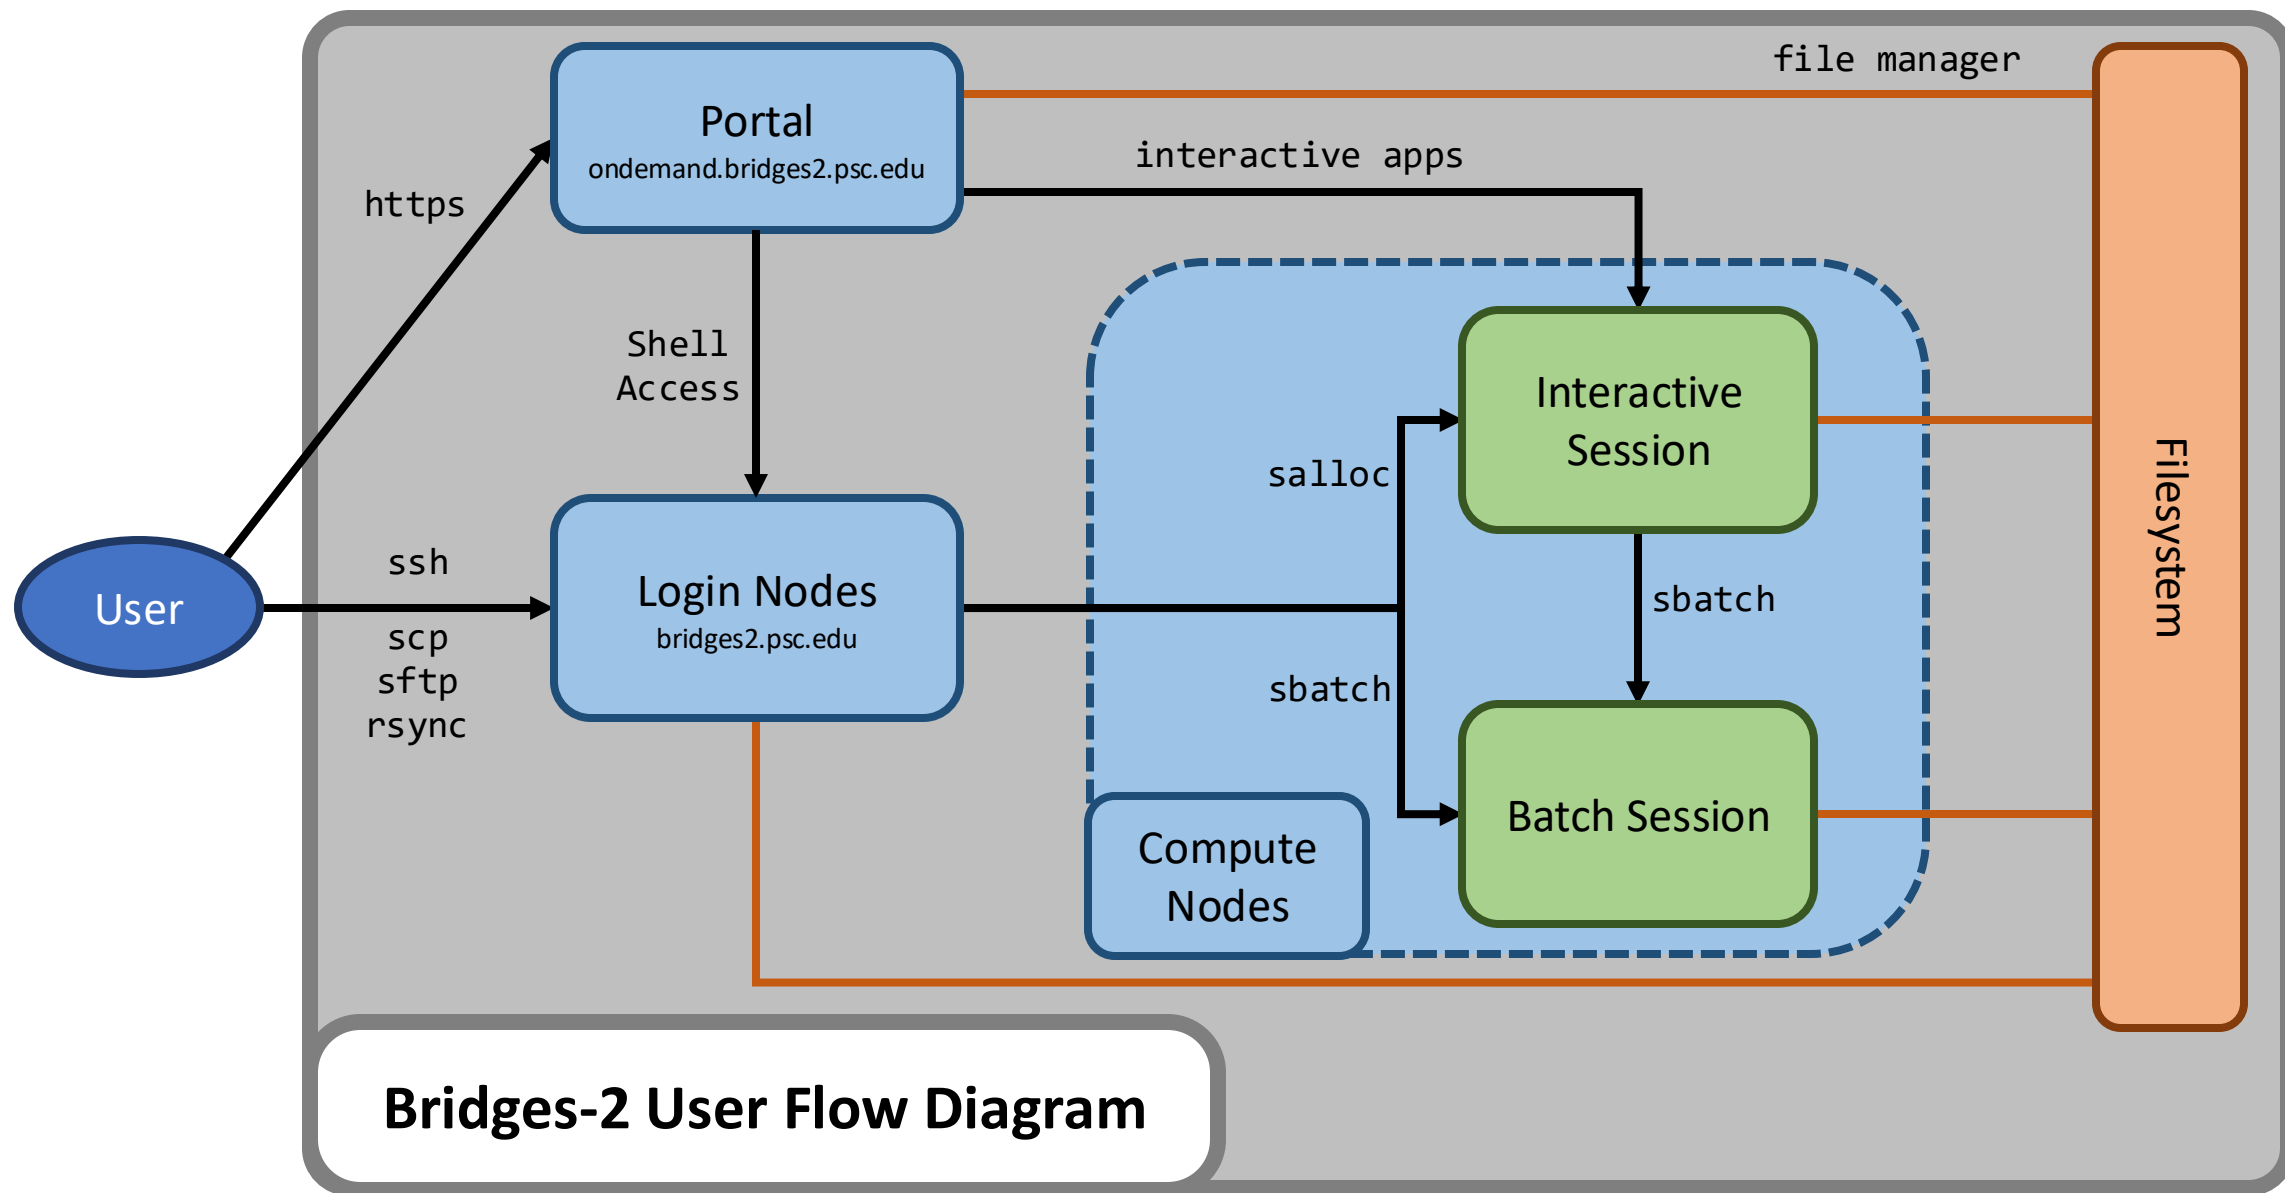 file manager
Portal
ondemand.bridges2.psc.edu
interactive apps
https
Shell
Access
Interactive
Session
salloc
Filesystem
ssh
User
Login Nodes
bridges2.psc.edu
scp
sftp
rsync
sbatch
sbatch
Batch Session
Compute
Nodes
Bridges-2 User Flow Diagram